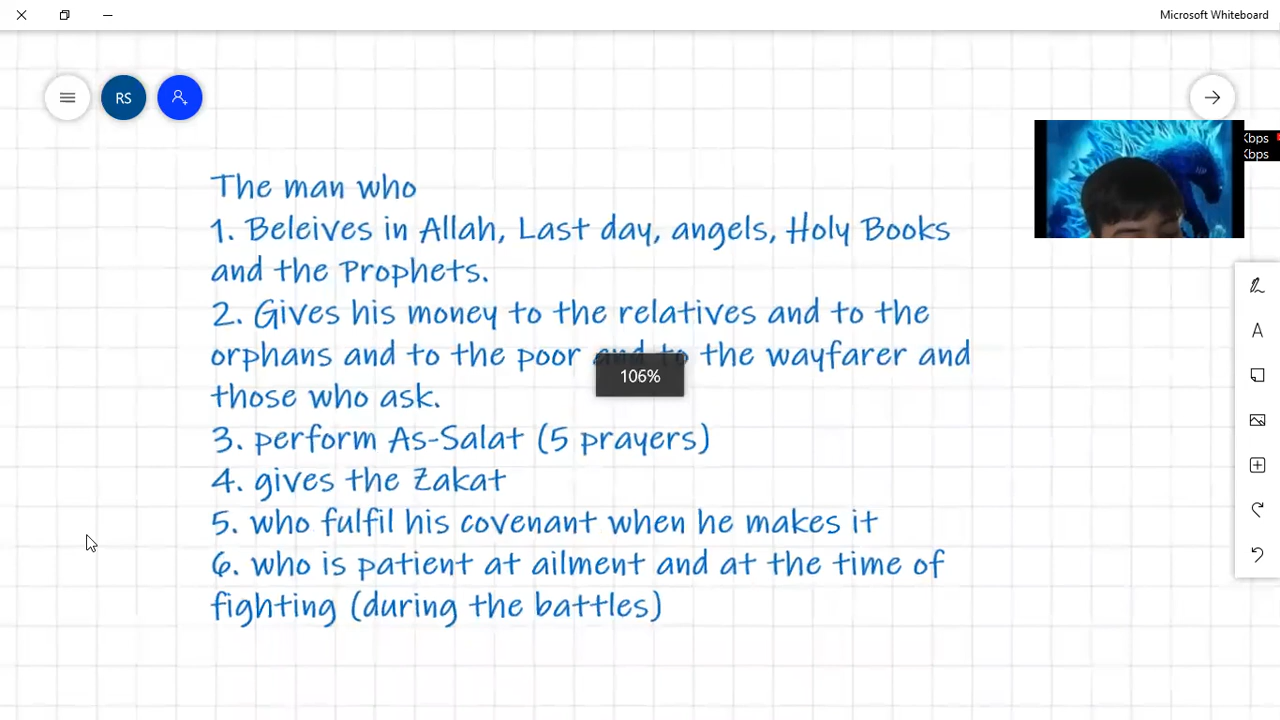 Microsoft Whiteboard
RS
Kbps
Kbps
The man who
1. Beleives in Allah, Last day, angels, Holy Books
and the Prophets.
2. Gives his money to the relatives and to the
orphans and to the poor and to the wayfarer and
those who ask.
106%
3. perform As-Salat (5 prayers)
4. gives the Zakat
5. who fulfil his covenant when he makes it
6. who is patient at ailment and at the time of
fighting (during the battles)